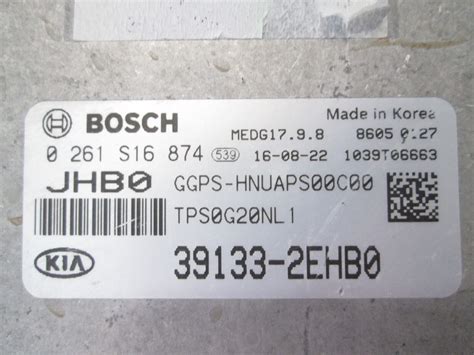 BOSCH
Made in Korea
MEDG17.9.8 8605 0127
0 261 S16 874 539 16-08-22 1039T06663
JHB0 GGPS-HNUAPS00C00
TPS0G20NL1
KIA 39133-2EHB0